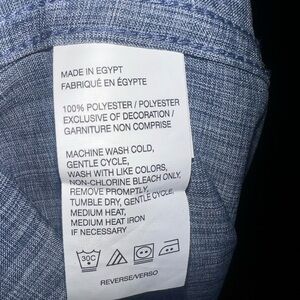 MADE IN EGYPT
FABRIQUÉ EN ÉGYPTE
100% POLYESTER / POLYESTER
EXCLUSIVE OF DECORATION /
GARNITURE NON COMPRISE
MACHINE WASH COLD,
GENTLE CYCLE,
WASH WITH LIKE COLORS,
NON-CHLORINE BLEACH ONLY,
REMOVE PROMPTLY,
TUMBLE DRY, GENTLE CYCLE,
MEDIUM HEAT,
MEDIUM HEAT IRON
IF NECESSARY
30C
REVERSE/VERSO